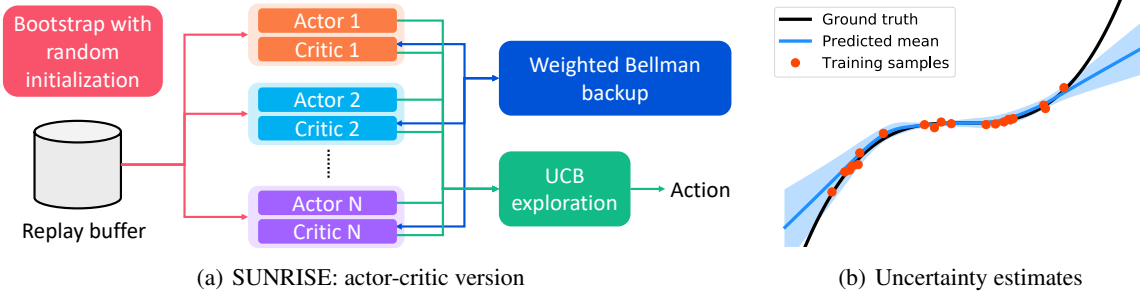 Bootstrap with
random
initialization
Replay buffer
Actor 1
Critic 1
Actor 2
Critic 2
Actor N
Critic N
Weighted Bellman
backup
UCB
exploration
Action
(a) SUNRISE: actor-critic version
Ground truth
Predicted mean
Training samples
(b) Uncertainty estimates